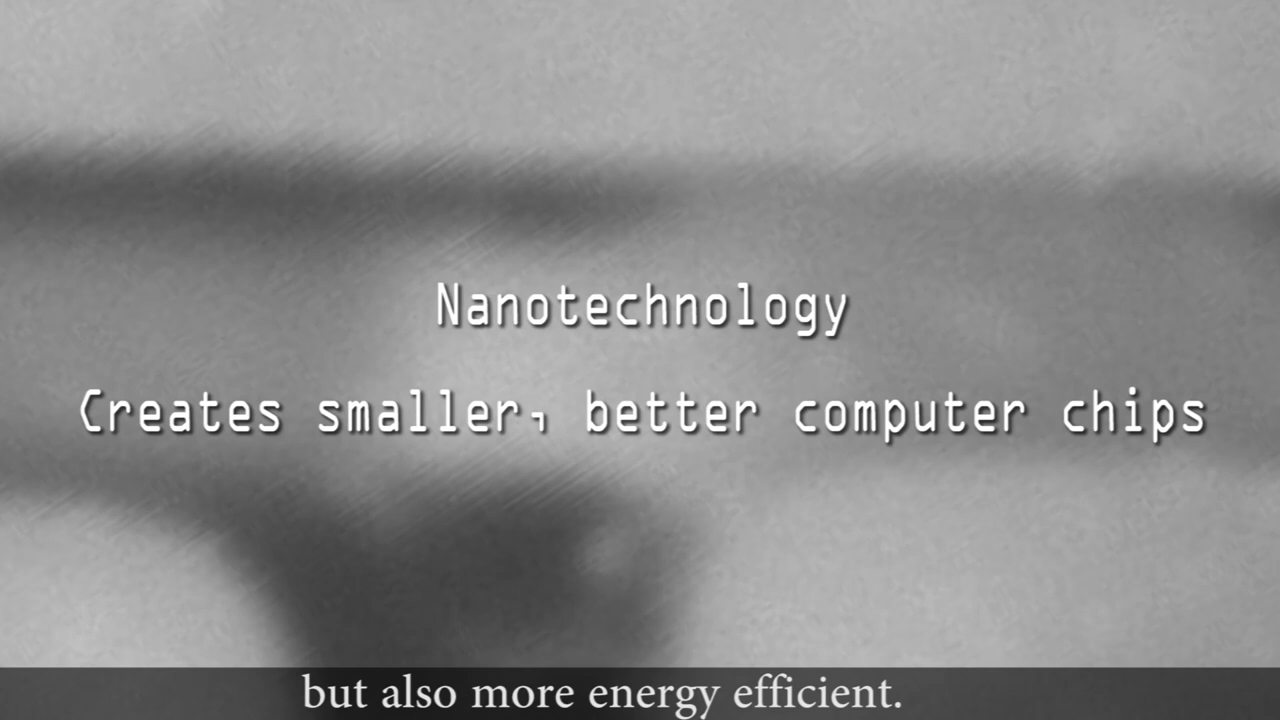 Nanotechnology
Creates smaller, better computer chips
but also more energy efficient.